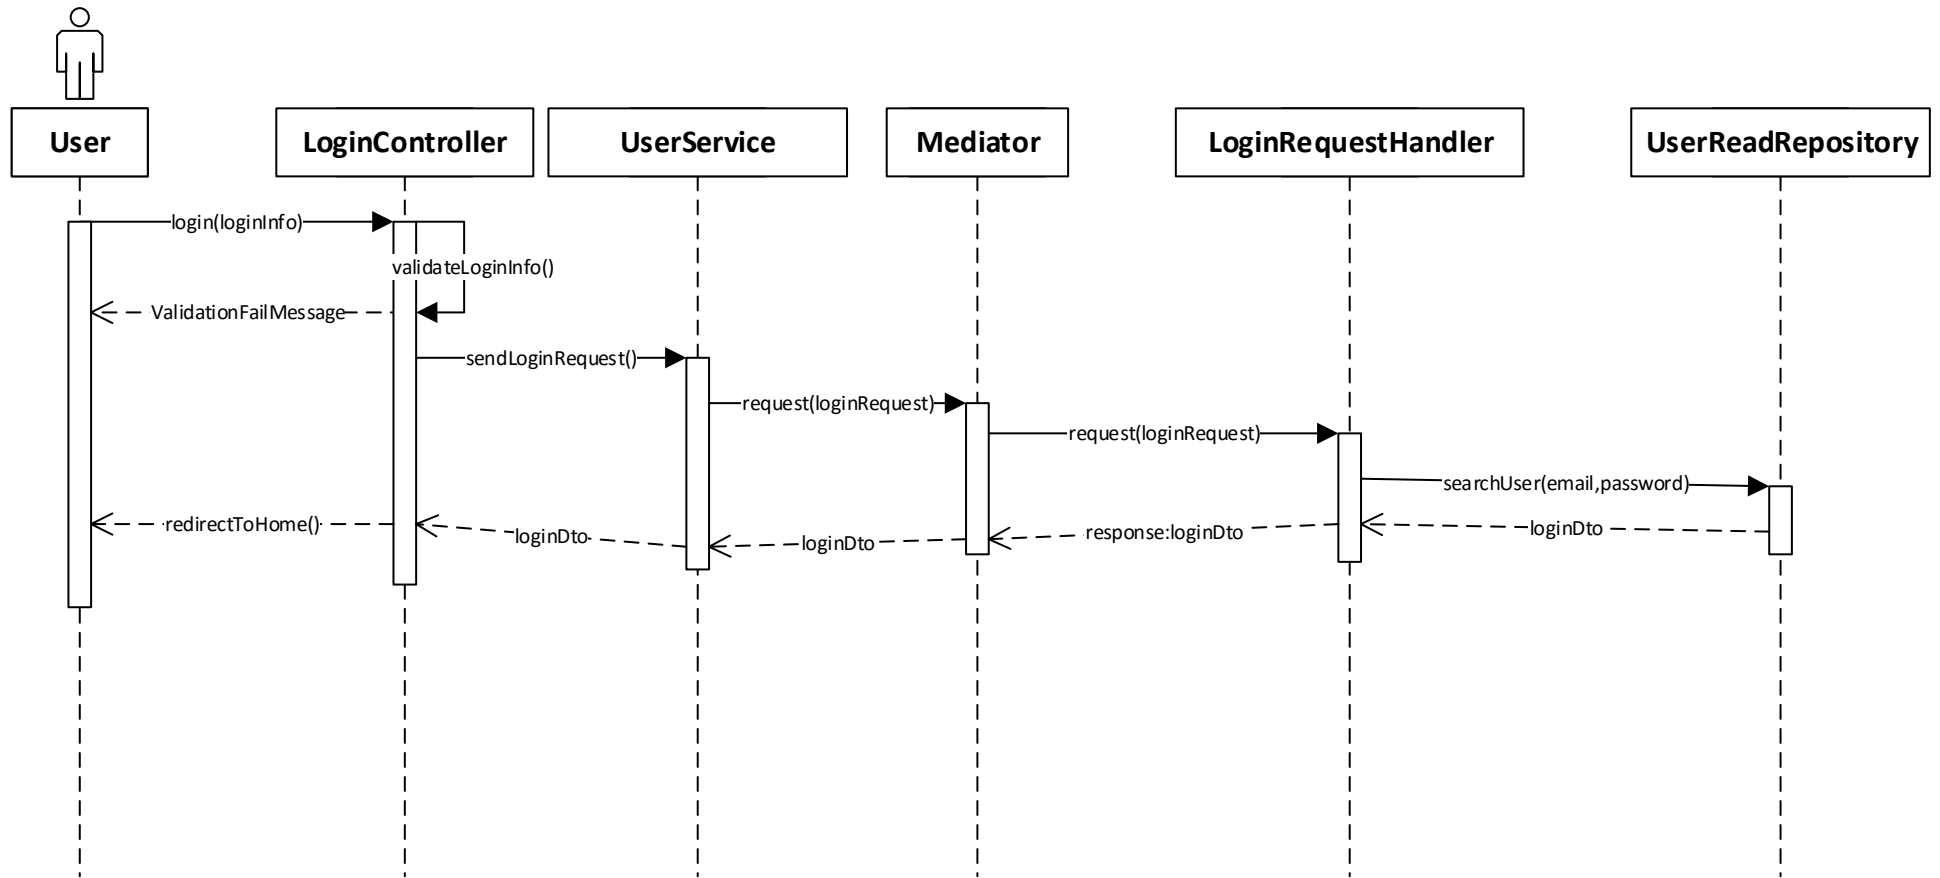 User
LoginController
UserService
Mediator
LoginRequestHandler
UserReadRepository
login(loginInfo)
validateLoginInfo()
ValidationFailMessage
sendLoginRequest()
request(loginRequest)
request(loginRequest)
searchUser(email,password)
redirectToHome()
loginDto
loginDto
response:loginDto
loginDto